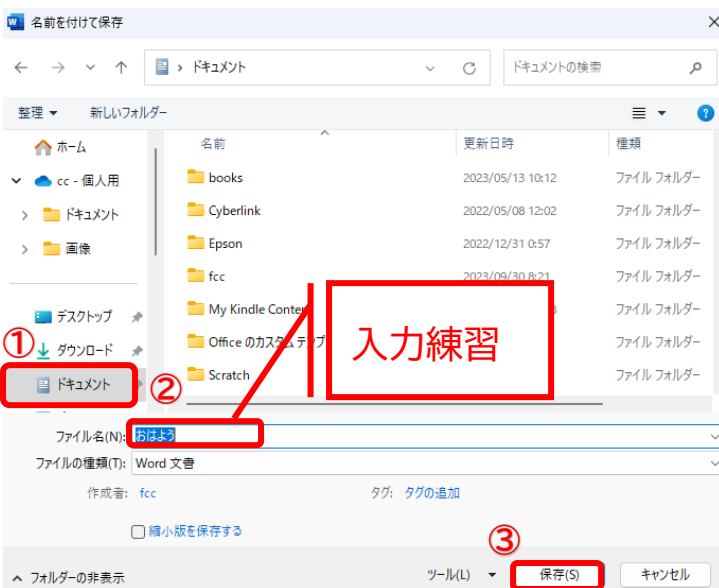 名前を付けて保存
ドキュメント
ドキュメントの検索
整理 新しいフォルダー
名前 更新日時 種類
ホーム
cc - 個人用
ドキュメント
画像
デスクトップ
ダウンロード
ドキュメント
books 2023/05/13 10:12 ファイル フォルダー
Cyberlink 2022/05/08 12:02 ファイル フォルダー
Epson 2022/12/31 0:57 ファイル フォルダー
fcc 2023/09/30 8:21 ファイル フォルダー
My Kindle Content ファイル フォルダー
Office のカスタム テンプ ファイル フォルダー
Scratch ファイル フォルダー
①
②
入力練習
ファイル名(N): おはよう
ファイルの種類(T): Word 文書
作成者: fcc タグ: タグの追加
縮小版を保存する
③
フォルダーの非表示 ツール(L) 保存(S) キャンセル